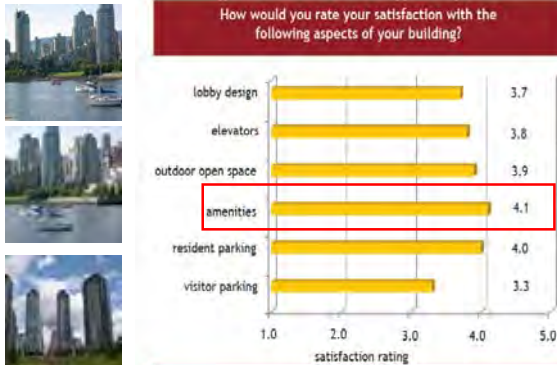 How would you rate your satisfaction with the
following aspects of your building?
lobby design 3.7
elevators 3.8
outdoor open space 3.9
amenities 4.1
resident parking 4.0
visitor parking 3.3
1.0 2.0 3.0 4.0 5.0
satisfaction rating